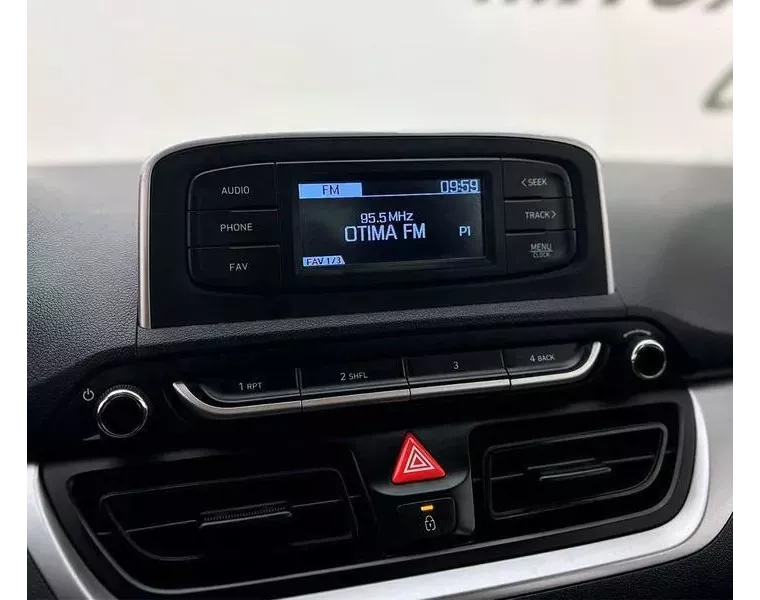 AUDIO
PHONE
FAV
FM 09:59
95.5 MHz
OTIMA FM P1
FAV 1/3
<SEEK
TRACK>
MENU
CLOCK
1 RPT
2 SHFL
3
4 BACK